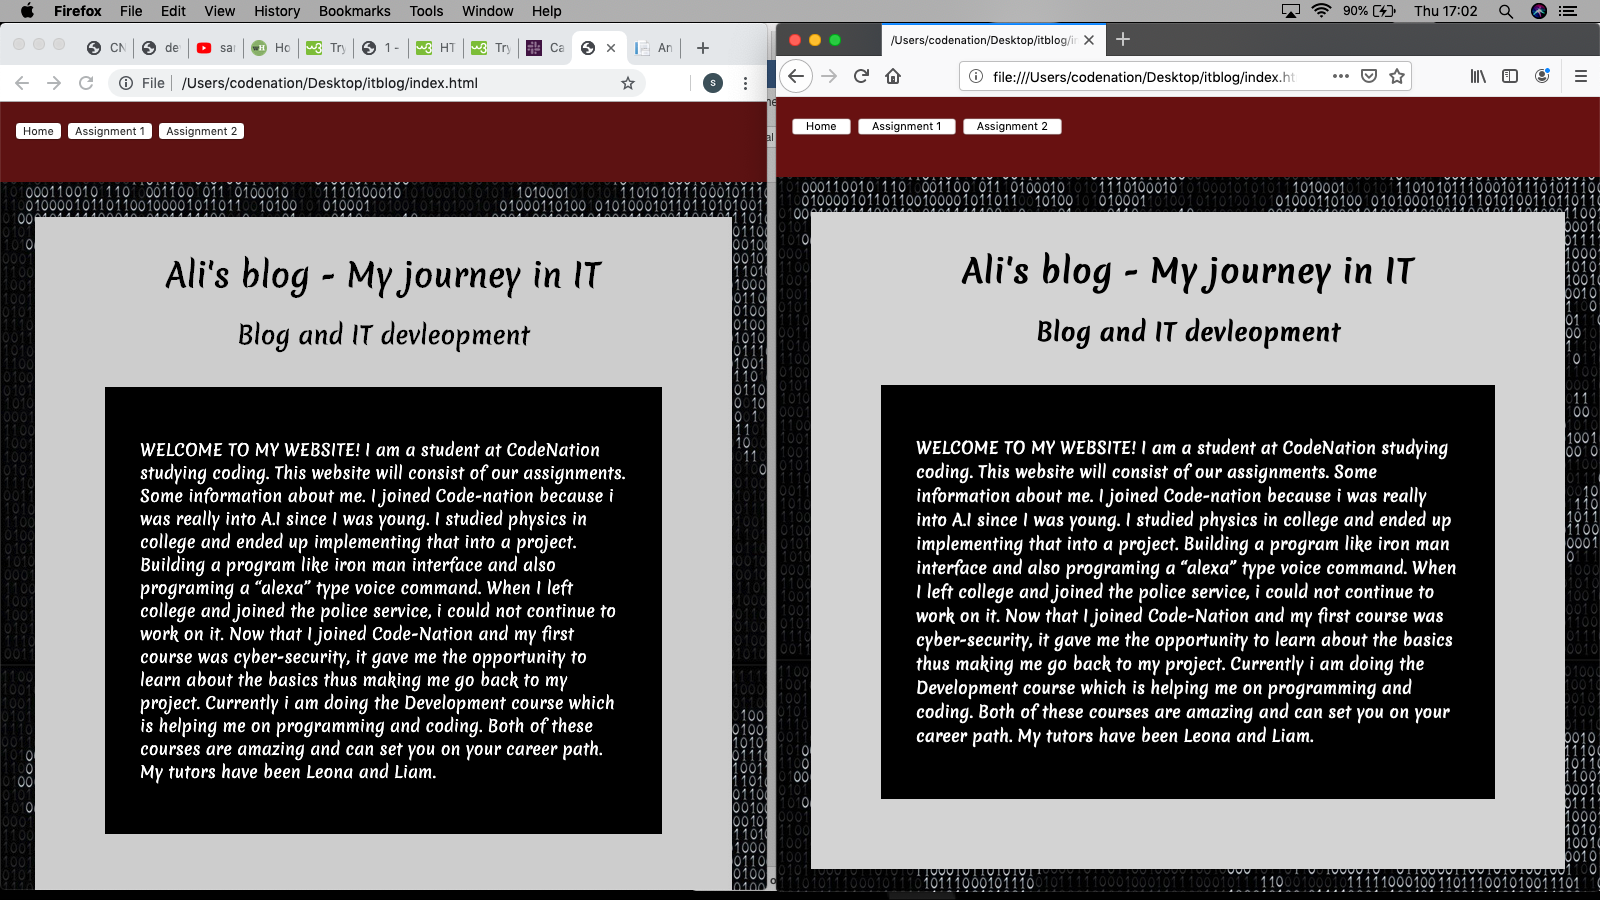 Firefox File Edit View History Bookmarks Tools Window Help 90% Thu 17:02
CN de sa Ho Try 1 - HT Try Ca An
File /Users/codenation/Desktop/itblog/index.html S
Home Assignment 1 Assignment 2
000110010 110 001100 011 0100010
Ali's blog - My journey in IT
Blog and IT devleopment
WELCOME TO MY WEBSITE! I am a student at CodeNation
studying coding. This website will consist of our assignments.
Some information about me. I joined Code-nation because i
was really into A.I since I was young. I studied physics in
college and ended up implementing that into a project.
Building a program like iron man interface and also
programing a “alexa” type voice command. When I left
college and joined the police service, i could not continue to
work on it. Now that I joined Code-Nation and my first
course was cyber-security, it gave me the opportunity to
learn about the basics thus making me go back to my
project. Currently i am doing the Development course which
is helping me on programming and coding. Both of these
courses are amazing and can set you on your career path.
My tutors have been Leona and Liam.
/Users/codenation/Desktop/itblog/i
file:///Users/codenation/Desktop/itblog/index.ht
Home Assignment 1 Assignment 2
Ali's blog - My journey in IT
Blog and IT devleopment
WELCOME TO MY WEBSITE! I am a student at CodeNation studying
coding. This website will consist of our assignments. Some
information about me. I joined Code-nation because i was really
into A.I since I was young. I studied physics in college and ended up
implementing that into a project. Building a program like iron man
interface and also programing a “alexa” type voice command. When
I left college and joined the police service, i could not continue to
work on it. Now that I joined Code-Nation and my first course was
cyber-security, it gave me the opportunity to learn about the basics
thus making me go back to my project. Currently i am doing the
Development course which is helping me on programming and
coding. Both of these courses are amazing and can set you on your
career path. My tutors have been Leona and Liam.